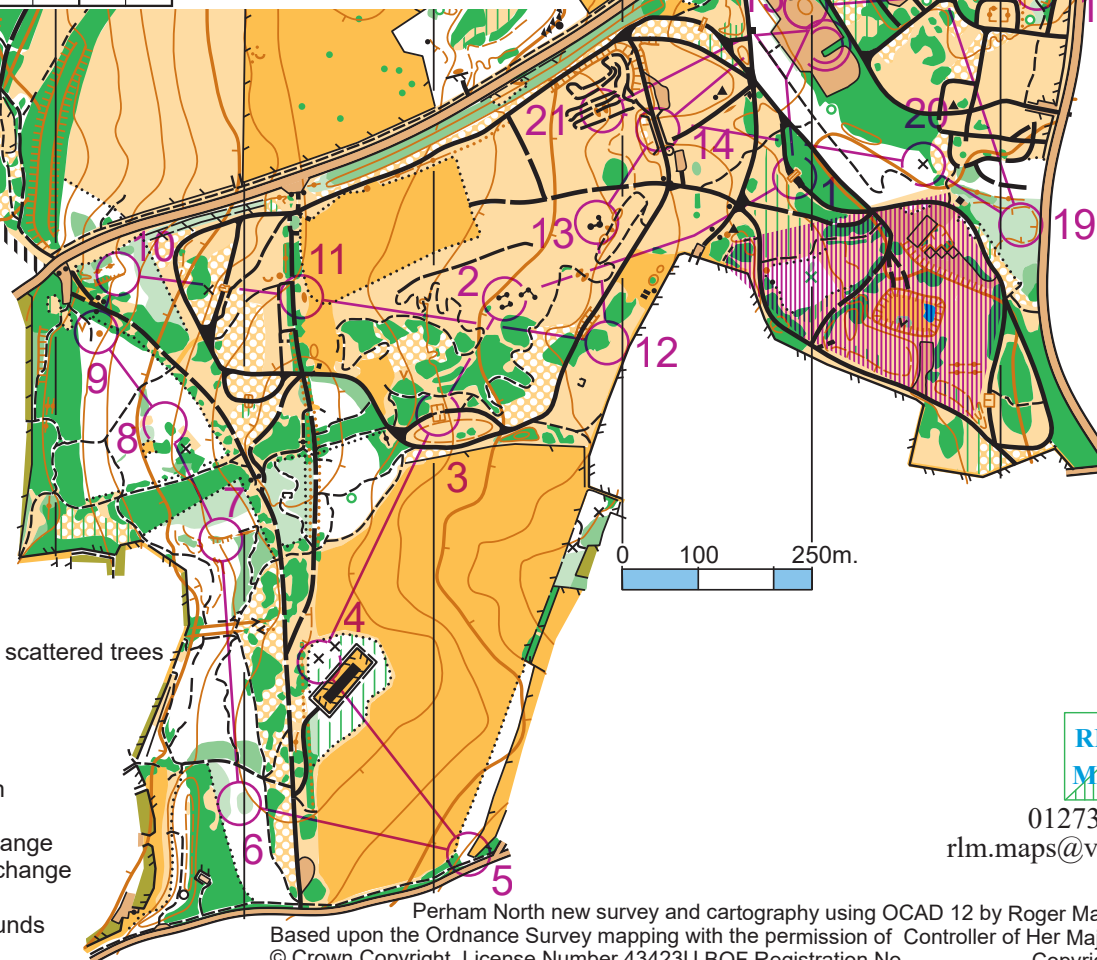 20
21
14
1
19
10
13
11
2
12
9
8
3
7
0 100 250m.
4
scattered trees
6
5
ange
change
unds
01273
Perham North new survey and cartography using OCAD 12 by Roger Ma
Based upon the Ordnance Survey mapping with the permission of Controller of Her Maj
© Crown Copyright. License Number 43423U BOF Registration No